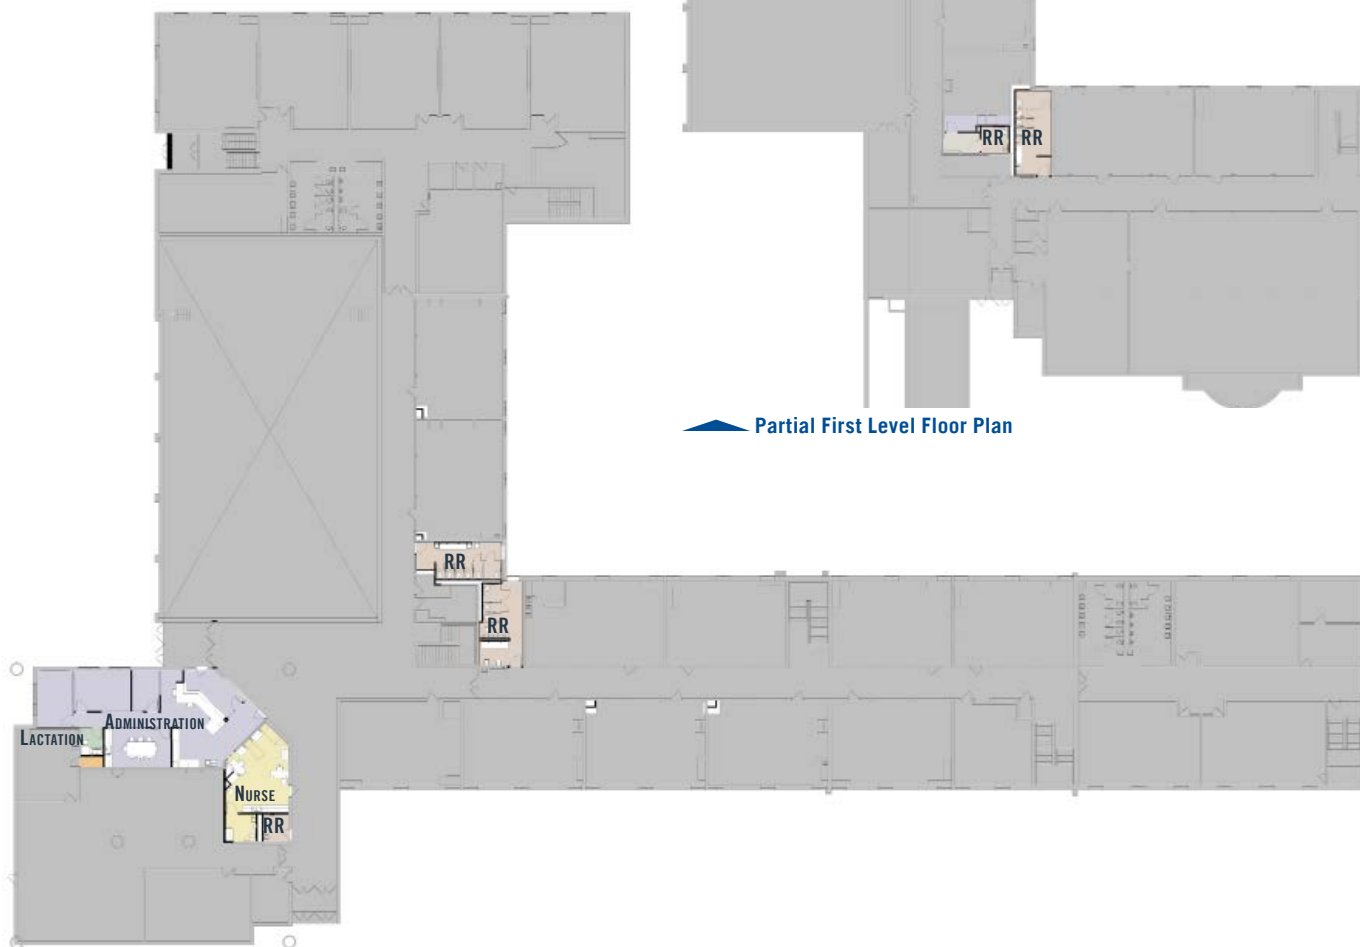 RR RR
Partial First Level Floor Plan
RR
RR
ADMINISTRATION
LACTATION
NURSE
RR